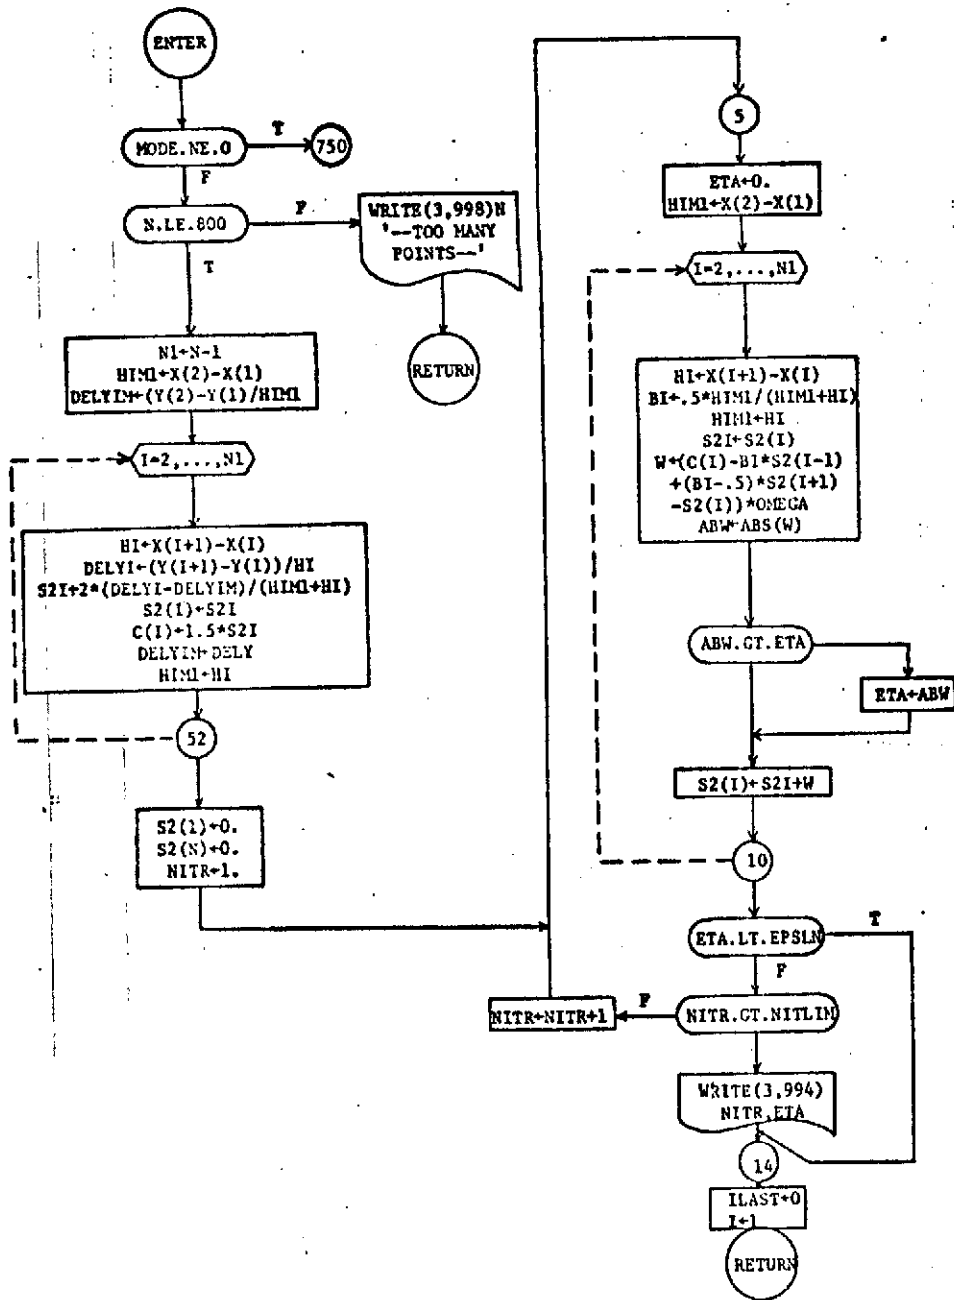 ENTER
MODE.NE.0
T
750
F
N.LE.800
F
WRITE(3,998)N
'--TOO MANY
POINTS--'
T
RETURN
N1←N-1
HIM1←X(2)-X(1)
DELYIM←(Y(2)-Y(1)/HIM1
I=2,...,N1
HI←X(I+1)-X(I)
DELYI←(Y(I+1)-Y(I))/HI
S2I←2*(DELYI-DELYIM)/(HIM1+HI)
S2(I)←S2I
C(I)←1.5*S2I
DELYIM←DELY
HIM1←HI
52
S2(1)←0.
S2(N)←0.
NITR←1.
5
ETA←0.
HIM1←X(2)-X(1)
I=2,...,N1
HI←X(I+1)-X(I)
BI←.5*HIM1/(HIM1+HI)
HIM1←HI
S2I←S2(I)
W←(C(I)-BI*S2(I-1)
+(BI-.5)*S2(I+1)
-S2(I))*OMEGA
ABW←ABS(W)
ABW.GT.ETA
ETA←ABW
S2(I)←S2I+W
10
ETA.LT.EPSLN
T
F
NITR.GT.NITLIM
F
NITR←NITR+1
WRITE(3,994)
NITR,ETA
14
ILAST←0
I←1
RETURN